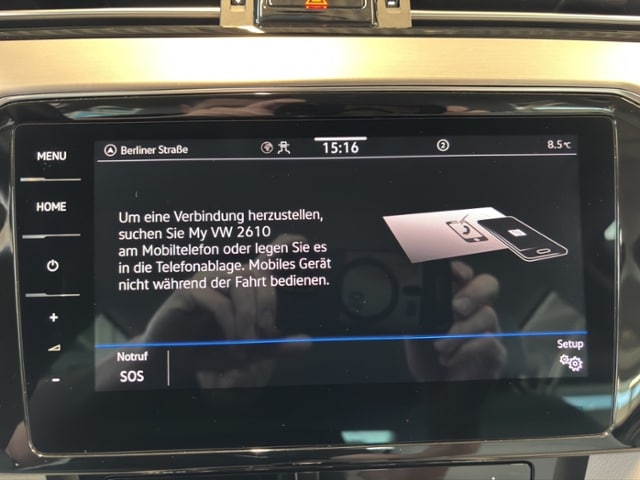 MENU
HOME
+
-
Berliner Straße
15:16
2
8.5°C
Um eine Verbindung herzustellen,
suchen Sie My VW 2610
am Mobiltelefon oder legen Sie es
in die Telefonablage. Mobiles Gerät
nicht während der Fahrt bedienen.
Notruf
SOS
Setup